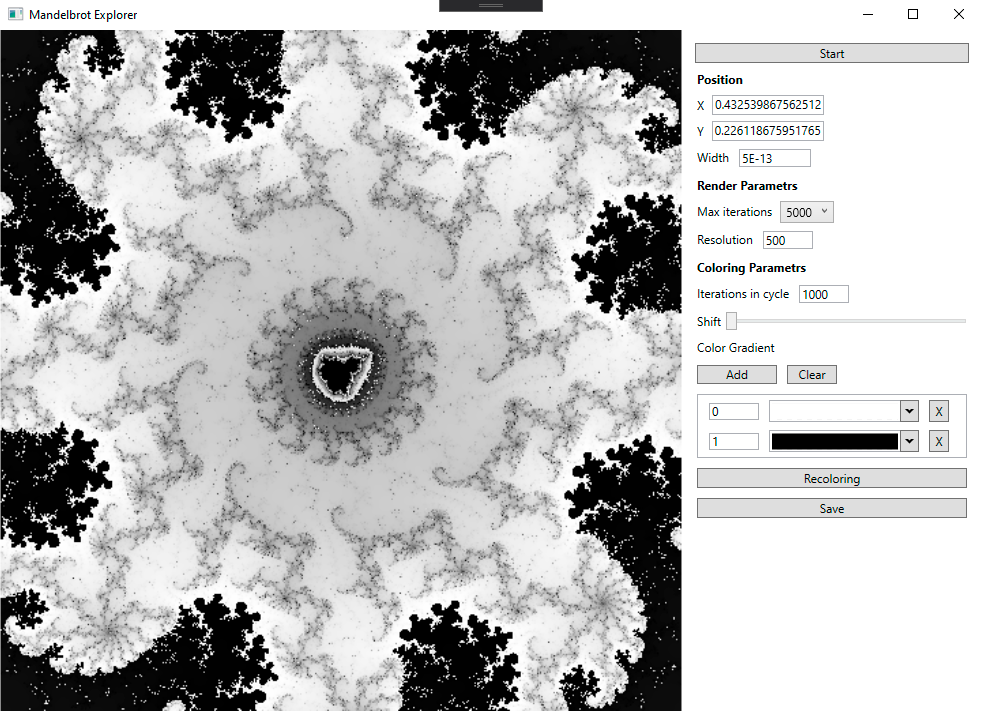 Mandelbrot Explorer
Start
Position
X 0.432539867562512
Y 0.226118675951765
Width 5E-13
Render Parametrs
Max iterations 5000
Resolution 500
Coloring Parametrs
Iterations in cycle 1000
Shift
Color Gradient
Add Clear
0 X
1 X
Recoloring
Save